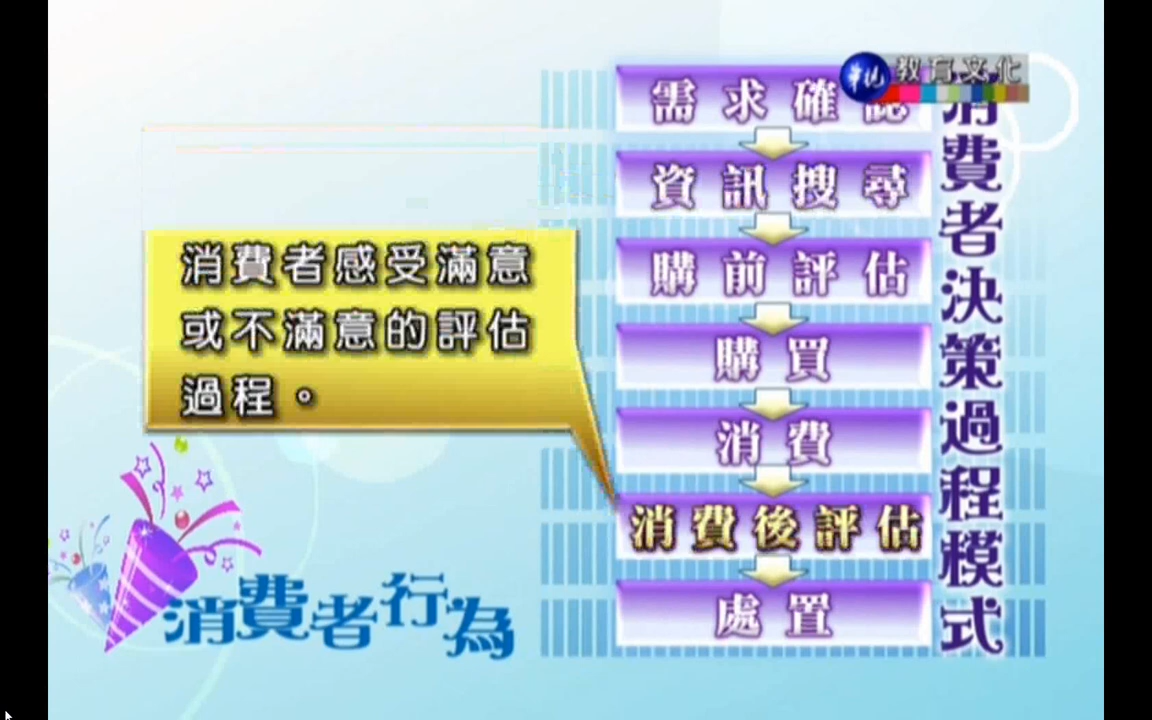 華視
教育文化
消費者決策過程模式
需求確認
資訊搜尋
購前評估
購買
消費
消費後評估
處置
消費者感受滿意
或不滿意的評估
過程。
消費者行為